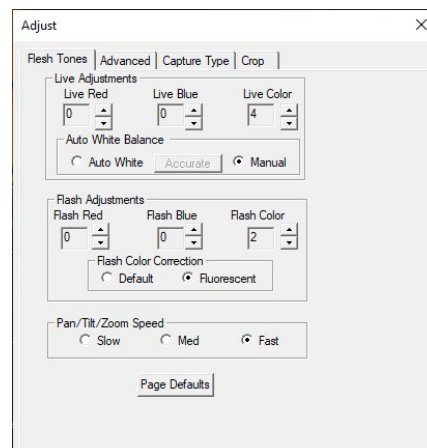 Adjust
Flesh Tones Advanced Capture Type Crop
Live Adjustments
Live Red Live Blue Live Color
0 0 4
Auto White Balance
Auto White Accurate Manual
Flash Adjustments
Flash Red Flash Blue Flash Color
0 0 2
Flash Color Correction
Default Fluorescent
Pan/Tilt/Zoom Speed
Slow Med Fast
Page Defaults